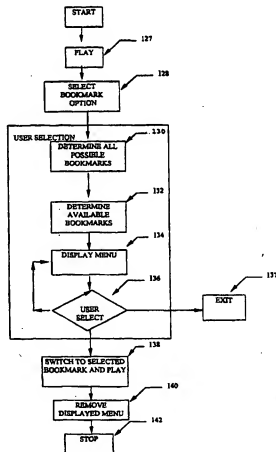 START
PLAY
127
SELECT
BOOKMARK
OPTION
128
USER SELECTION
130
DETERMINE ALL
POSSIBLE
BOOKMARKS
132
DETERMINE
AVAILABLE
BOOKMARKS
134
DISPLAY MENU
136
USER
SELECT
137
EXIT
138
SWITCH TO SELECTED
BOOKMARK AND PLAY
140
REMOVE
DISPLAYED MENU
142
STOP